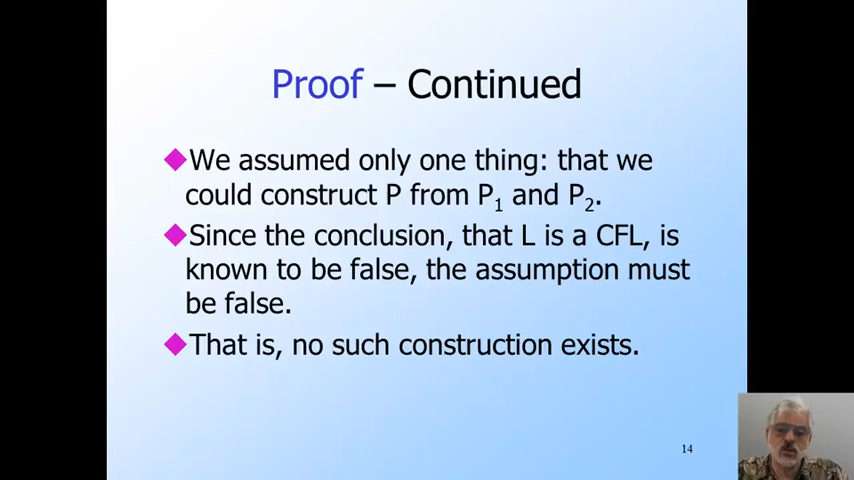 Proof – Continued
We assumed only one thing: that we
could construct P from P₁ and P₂.
Since the conclusion, that L is a CFL, is
known to be false, the assumption must
be false.
That is, no such construction exists.
14